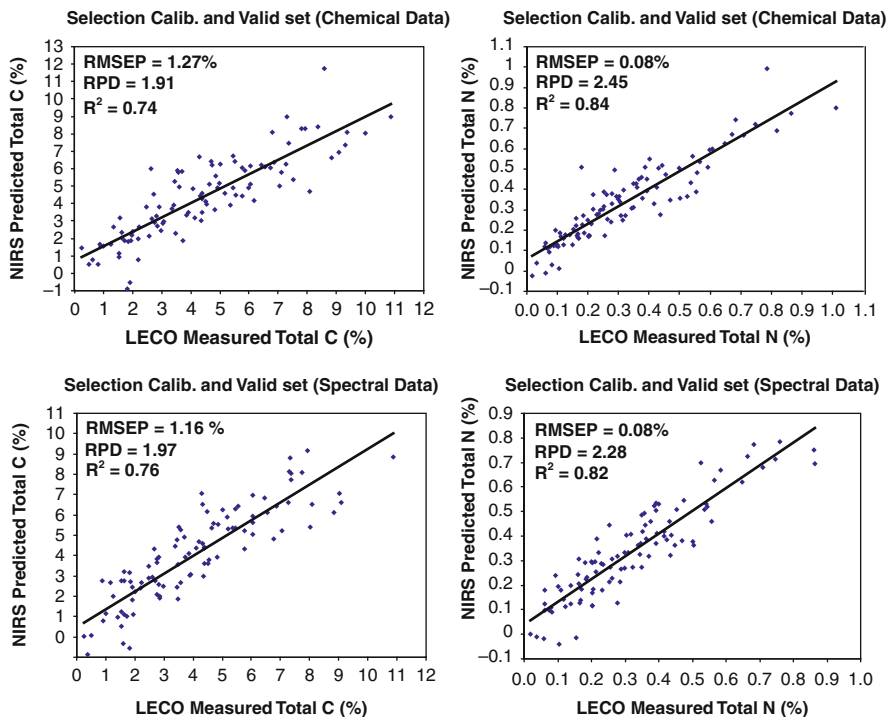 Selection Calib. and Valid set (Chemical Data)
RMSEP = 1.27%
RPD = 1.91
R² = 0.74
NIRS Predicted Total C (%)
13
12
11
10
9
8
7
6
5
4
3
2
1
0
–1
0 1 2 3 4 5 6 7 8 9 10 11 12
LECO Measured Total C (%)
Selection Calib. and Valid set (Chemical Data)
RMSEP = 0.08%
RPD = 2.45
R² = 0.84
NIRS Predicted Total N (%)
1.1
1
0.9
0.8
0.7
0.6
0.5
0.4
0.3
0.2
0.1
0
–0.1
0.0 0.1 0.2 0.3 0.4 0.5 0.6 0.7 0.8 0.9 1.0 1.1
LECO Measured Total N (%)
Selection Calib. and Valid set (Spectral Data)
RMSEP = 1.16 %
RPD = 1.97
R² = 0.76
NIRS Predicted Total C (%)
11
10
9
8
7
6
5
4
3
2
1
0
0 1 2 3 4 5 6 7 8 9 10 11 12
LECO Measured Total C (%)
Selection Calib. and Valid set (Spectral Data)
RMSEP = 0.08%
RPD = 2.28
R² = 0.82
NIRS Predicted Total N (%)
0.9
0.8
0.7
0.6
0.5
0.4
0.3
0.2
0.1
0.0
–0.1
0.0 0.1 0.2 0.3 0.4 0.5 0.6 0.7 0.8 0.9 1.0
LECO Measured Total N (%)